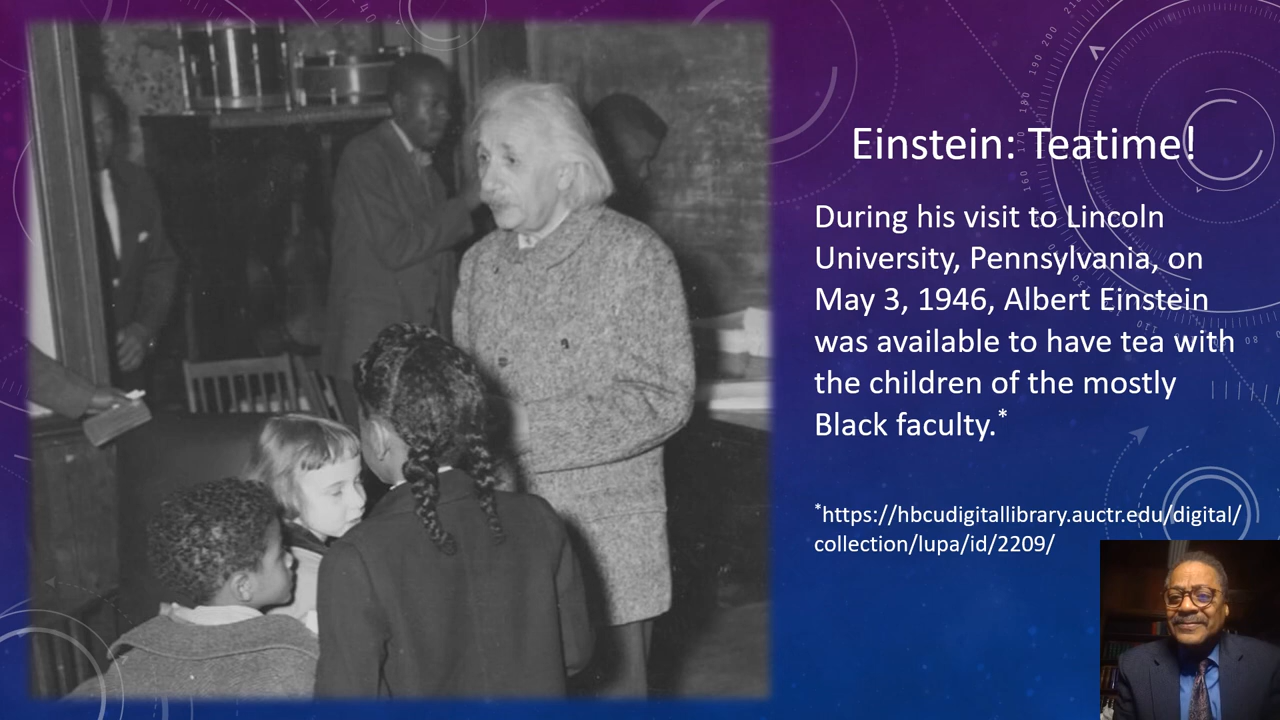 Einstein: Teatime!
During his visit to Lincoln
University, Pennsylvania, on
May 3, 1946, Albert Einstein
was available to have tea with
the children of the mostly
Black faculty.*
*https://hbcudigitallibrary.auctr.edu/digital/
collection/lupa/id/2209/